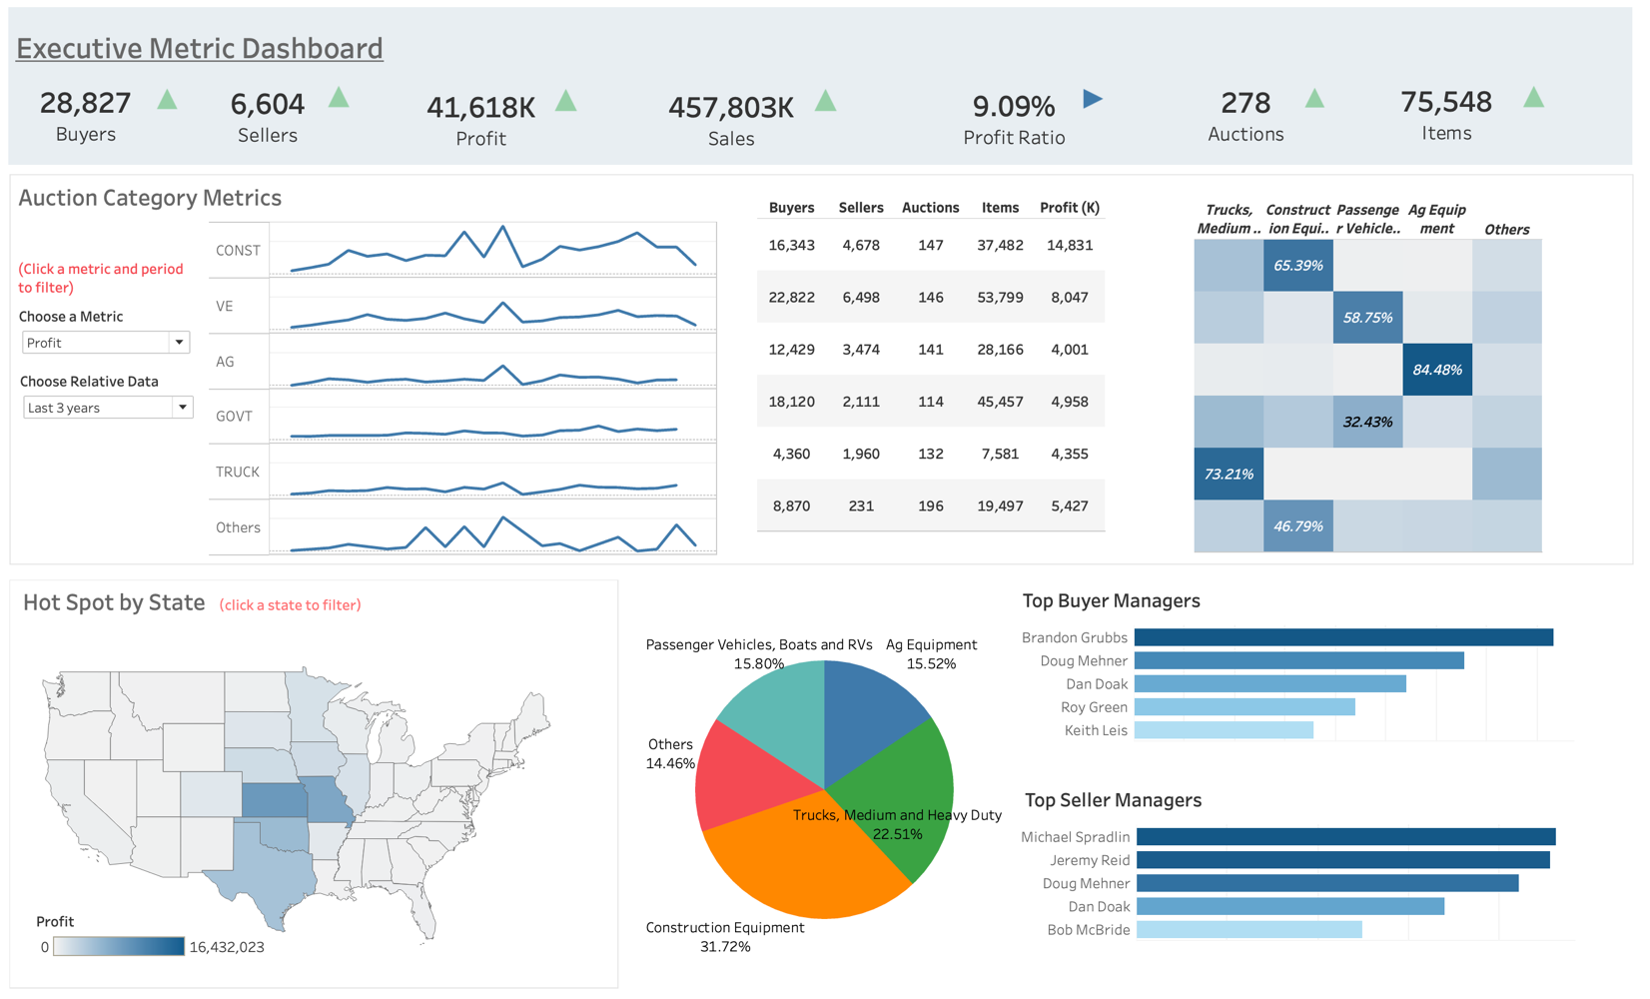 Executive Metric Dashboard
28,827
Buyers
6,604
Sellers
41,618K
Profit
457,803K
Sales
9.09%
Profit Ratio
278
Auctions
75,548
Items
Auction Category Metrics
(Click a metric and period
to filter)
Choose a Metric
Profit
Choose Relative Data
Last 3 years
CONST
VE
AG
GOVT
TRUCK
Others
Buyers Sellers Auctions Items Profit (K)
16,343 4,678 147 37,482 14,831
22,822 6,498 146 53,799 8,047
12,429 3,474 141 28,166 4,001
18,120 2,111 114 45,457 4,958
4,360 1,960 132 7,581 4,355
8,870 231 196 19,497 5,427
Trucks, Construct Passenge Ag Equip
Medium .. ion Equi.. r Vehicle.. ment Others
65.39%
58.75%
84.48%
32.43%
73.21%
46.79%
Hot Spot by State (click a state to filter)
Profit
0 16,432,023
Passenger Vehicles, Boats and RVs
15.80%
Ag Equipment
15.52%
Others
14.46%
Trucks, Medium and Heavy Duty
22.51%
Construction Equipment
31.72%
Top Buyer Managers
Brandon Grubbs
Doug Mehner
Dan Doak
Roy Green
Keith Leis
Top Seller Managers
Michael Spradlin
Jeremy Reid
Doug Mehner
Dan Doak
Bob McBride